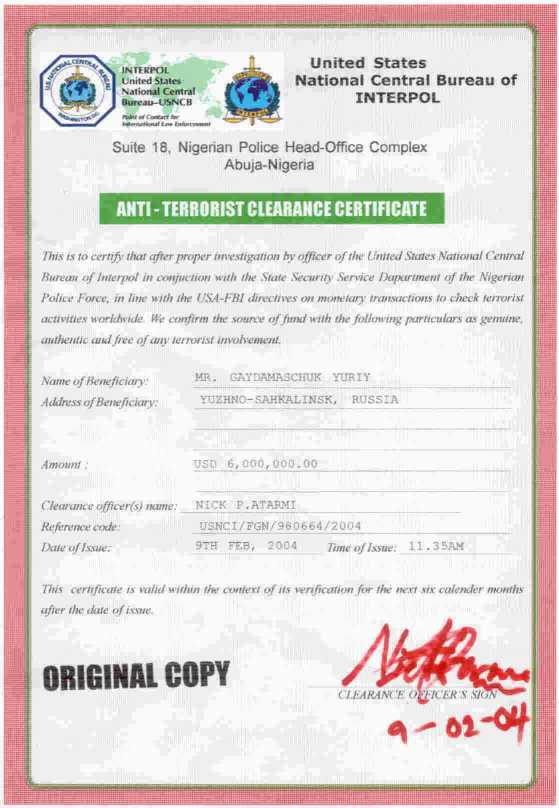 INTERPOL
United States
National Central
Bureau–USNCB
Point of Contact for
International Law Enforcement
United States
National Central Bureau of
INTERPOL
Suite 18, Nigerian Police Head-Office Complex
Abuja-Nigeria
ANTI - TERRORIST CLEARANCE CERTIFICATE
This is to certify that after proper investigation by officer of the United States National Central
Bureau of Interpol in conjuction with the State Security Service Dapartment of the Nigerian
Police Force, in line with the USA-FBI directives on monetary transactions to check terrorist
activities worldwide. We confirm the source of fund with the following particulars as genuine,
authentic and free of any terrorist involvement.
Name of Beneficiary: MR. GAYDAMASCHUK YURIY
Address of Beneficiary: YUZHNO-SAHKALINSK, RUSSIA
Amount : USD 6,000,000.00
Clearance officer(s) name: NICK P.ATARMI
Reference code: USNCI/FGN/980664/2004
Date of Issue: 9TH FEB, 2004 Time of Issue: 11.35AM
This certificate is valid within the context of its verification for the next six calender months
after the date of issue.
ORIGINAL COPY
CLEARANCE OFFICER'S SIGN
9-02-04